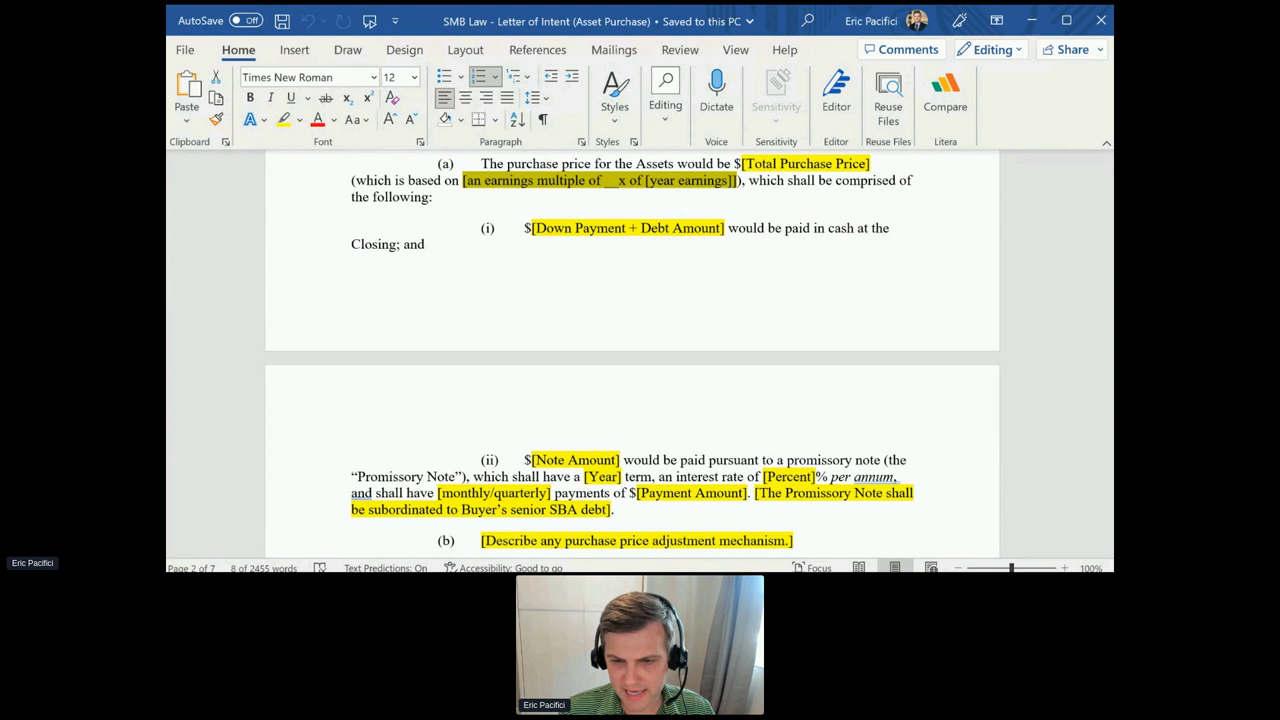 AutoSave Off SMB Law - Letter of Intent (Asset Purchase) • Saved to this PC Eric Pacifici
File Home Insert Draw Design Layout References Mailings Review View Help Comments Editing Share
Times New Roman 12
Paste Styles Editing Dictate Sensitivity Editor Reuse Files Compare
Clipboard Font Paragraph Styles Voice Sensitivity Editor Reuse Files Litera
(a) The purchase price for the Assets would be $[Total Purchase Price]
(which is based on [an earnings multiple of __x of [year earnings]]), which shall be comprised of
the following:
(i) $[Down Payment + Debt Amount] would be paid in cash at the
Closing; and
(ii) $[Note Amount] would be paid pursuant to a promissory note (the
“Promissory Note”), which shall have a [Year] term, an interest rate of [Percent]% per annum,
and shall have [monthly/quarterly] payments of $[Payment Amount]. [The Promissory Note shall
be subordinated to Buyer’s senior SBA debt].
(b) [Describe any purchase price adjustment mechanism.]
Eric Pacifici
Page 2 of 7 8 of 2455 words Text Predictions: On Accessibility: Good to go Focus 100%
Eric Pacifici